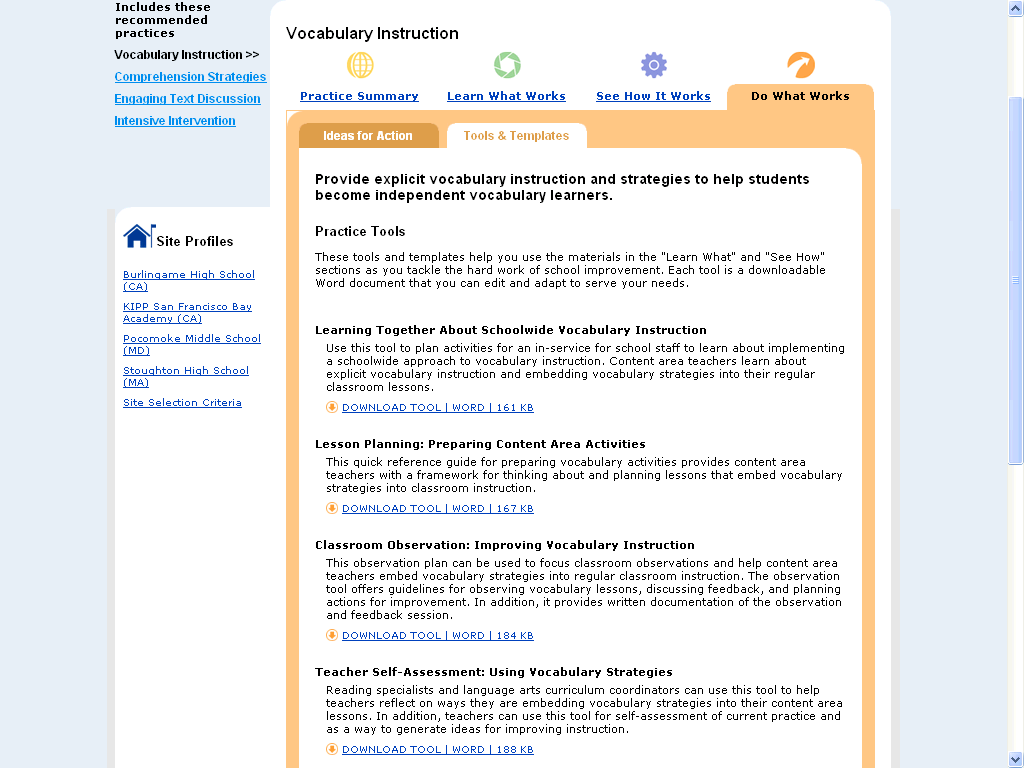 Includes these
recommended
practices
Vocabulary Instruction >>
Comprehension Strategies
Engaging Text Discussion
Intensive Intervention
Site Profiles
Burlingame High School
(CA)
KIPP San Francisco Bay
Academy (CA)
Pocomoke Middle School
(MD)
Stoughton High School
(MA)
Site Selection Criteria
Vocabulary Instruction
Practice Summary
Learn What Works
See How It Works
Do What Works
Ideas for Action
Tools & Templates
Provide explicit vocabulary instruction and strategies to help students
become independent vocabulary learners.
Practice Tools
These tools and templates help you use the materials in the "Learn What" and "See How"
sections as you tackle the hard work of school improvement. Each tool is a downloadable
Word document that you can edit and adapt to serve your needs.
Learning Together About Schoolwide Vocabulary Instruction
Use this tool to plan activities for an in-service for school staff to learn about implementing
a schoolwide approach to vocabulary instruction. Content area teachers learn about
explicit vocabulary instruction and embedding vocabulary strategies into their regular
classroom lessons.
DOWNLOAD TOOL | WORD | 161 KB
Lesson Planning: Preparing Content Area Activities
This quick reference guide for preparing vocabulary activities provides content area
teachers with a framework for thinking about and planning lessons that embed vocabulary
strategies into classroom instruction.
DOWNLOAD TOOL | WORD | 167 KB
Classroom Observation: Improving Vocabulary Instruction
This observation plan can be used to focus classroom observations and help content area
teachers embed vocabulary strategies into regular classroom instruction. The observation
tool offers guidelines for observing vocabulary lessons, discussing feedback, and planning
actions for improvement. In addition, it provides written documentation of the observation
and feedback session.
DOWNLOAD TOOL | WORD | 184 KB
Teacher Self-Assessment: Using Vocabulary Strategies
Reading specialists and language arts curriculum coordinators can use this tool to help
teachers reflect on ways they are embedding vocabulary strategies into their content area
lessons. In addition, teachers can use this tool for self-assessment of current practice and
as a way to generate ideas for improving instruction.
DOWNLOAD TOOL | WORD | 188 KB